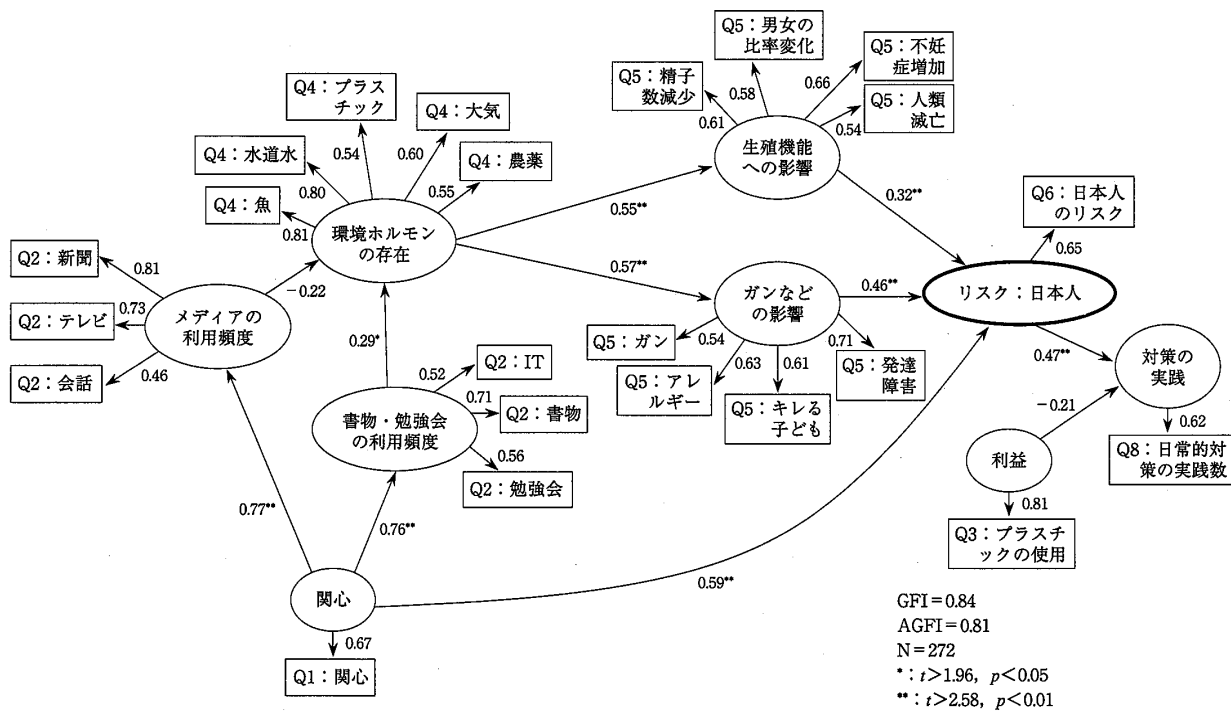 Q5：男女の
比率変化
Q5：不妊
症増加
Q5：精子
数減少
0.58
0.66
Q5：人類
滅亡
0.61
0.54
生殖機能
への影響
Q4：プラス
チック
Q4：大気
Q4：水道水
0.54
0.60
Q4：農薬
0.80
0.55
Q4：魚
0.81
環境ホルモン
の存在
0.55**
0.32**
Q6：日本人
のリスク
0.65
Q2：新聞
0.81
−0.22
0.57**
ガンなど
の影響
0.46**
リスク：日本人
Q2：テレビ
0.73
メディアの
利用頻度
Q2：会話
0.46
0.29*
Q5：ガン
0.54
0.63
0.61
0.71
Q5：アレ
ルギー
Q5：キレる
子ども
Q5：発達
障害
0.47**
対策の
実践
−0.21
0.62
Q8：日常的対
策の実践数
利益
0.81
Q3：プラスチ
ックの使用
0.52
Q2：IT
0.71
Q2：書物
書物・勉強会
の利用頻度
0.56
Q2：勉強会
0.77**
0.76**
0.59**
関心
0.67
Q1：関心
GFI＝0.84
AGFI＝0.81
N＝272
*：t＞1.96，p＜0.05
**：t＞2.58，p＜0.01